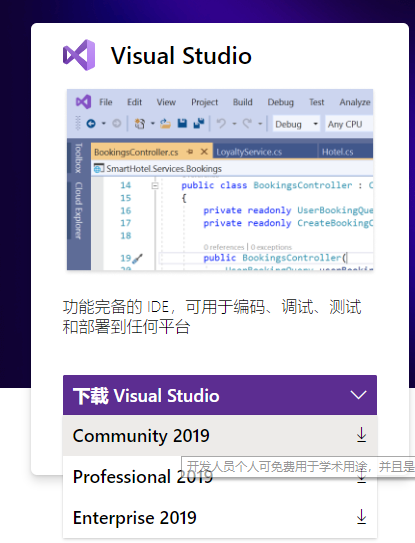 Visual Studio
File Edit View Project Build Debug Test Analyze
Debug Any CPU
BookingsController.cs LoyaltyService.cs Hotel.cs
Toolbox
Cloud Explorer
SmartHotel.Services.Bookings
14 public class BookingsController : C
15 {
16 private readonly UserBookingQue
17 private readonly CreateBookingC
18
0 references | 0 exceptions
19 public BookingsController(
功能完备的 IDE，可用于编码、调试、测试
和部署到任何平台
下载 Visual Studio
Community 2019
开发人员个人可免费用于学术用途，并且是
Professional 2019
Enterprise 2019